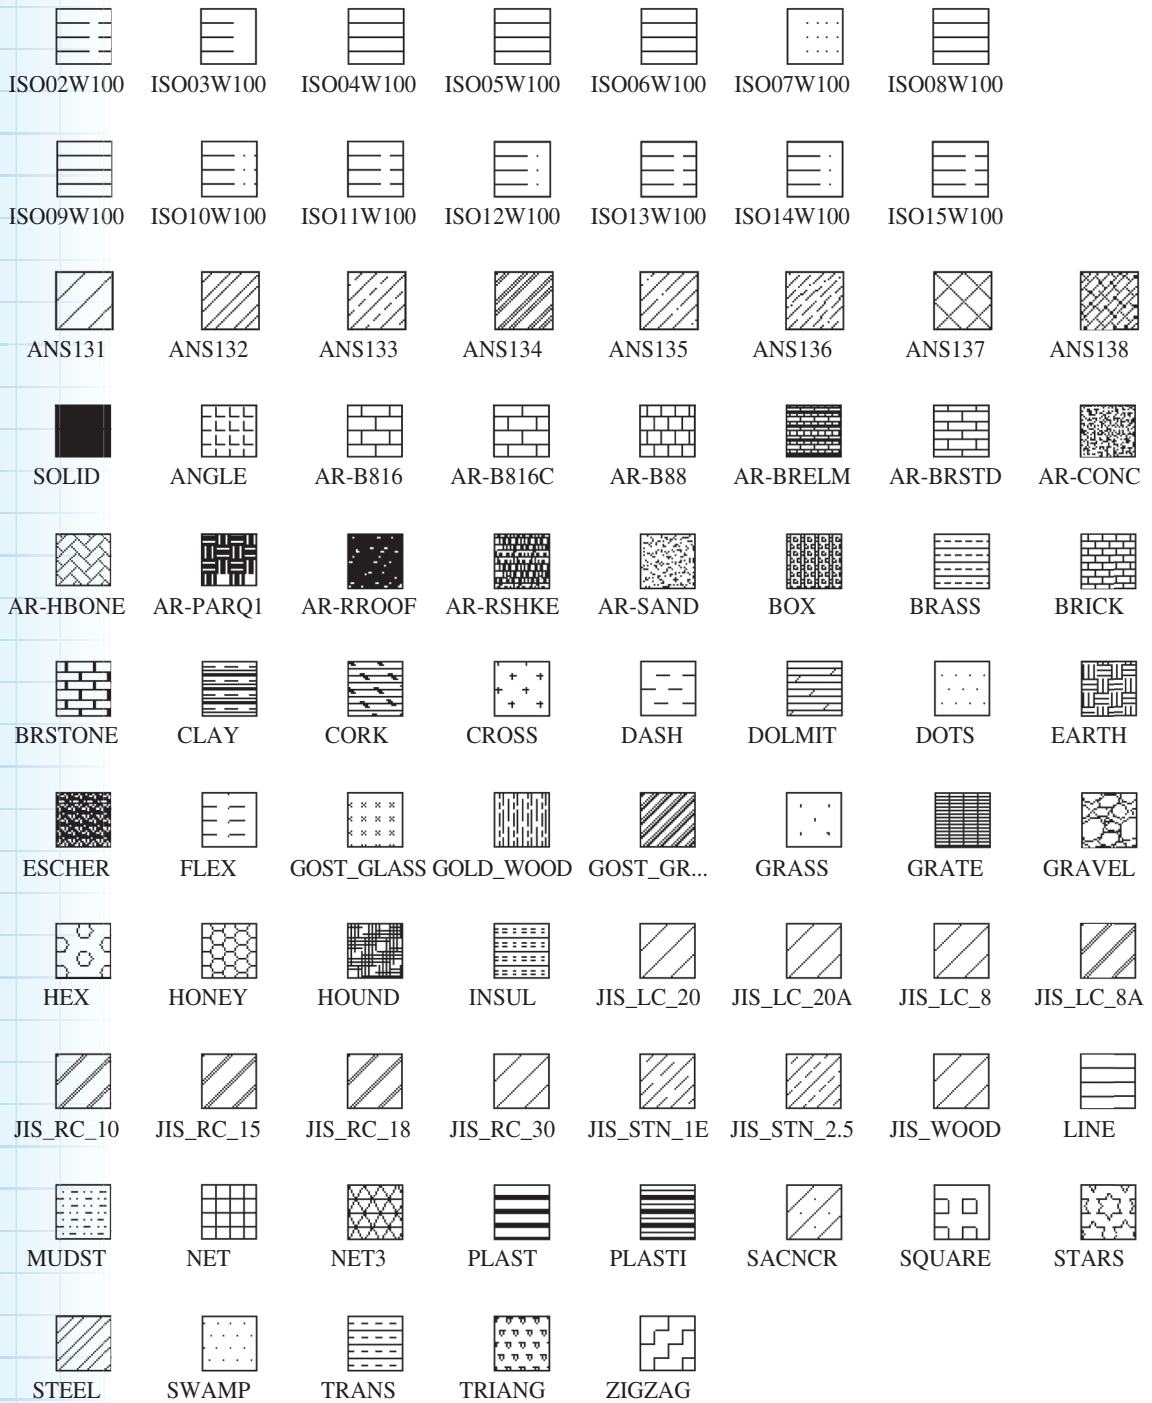 ISO02W100 ISO03W100 ISO04W100 ISO05W100 ISO06W100 ISO07W100 ISO08W100
ISO09W100 ISO10W100 ISO11W100 ISO12W100 ISO13W100 ISO14W100 ISO15W100
ANS131 ANS132 ANS133 ANS134 ANS135 ANS136 ANS137 ANS138
SOLID ANGLE AR-B816 AR-B816C AR-B88 AR-BRELM AR-BRSTD AR-CONC
AR-HBONE AR-PARQ1 AR-RROOF AR-RSHKE AR-SAND BOX BRASS BRICK
BRSTONE CLAY CORK CROSS DASH DOLMIT DOTS EARTH
ESCHER FLEX GOST_GLASS GOLD_WOOD GOST_GR... GRASS GRATE GRAVEL
HEX HONEY HOUND INSUL JIS_LC_20 JIS_LC_20A JIS_LC_8 JIS_LC_8A
JIS_RC_10 JIS_RC_15 JIS_RC_18 JIS_RC_30 JIS_STN_1E JIS_STN_2.5 JIS_WOOD LINE
MUDST NET NET3 PLAST PLASTI SACNCR SQUARE STARS
STEEL SWAMP TRANS TRIANG ZIGZAG